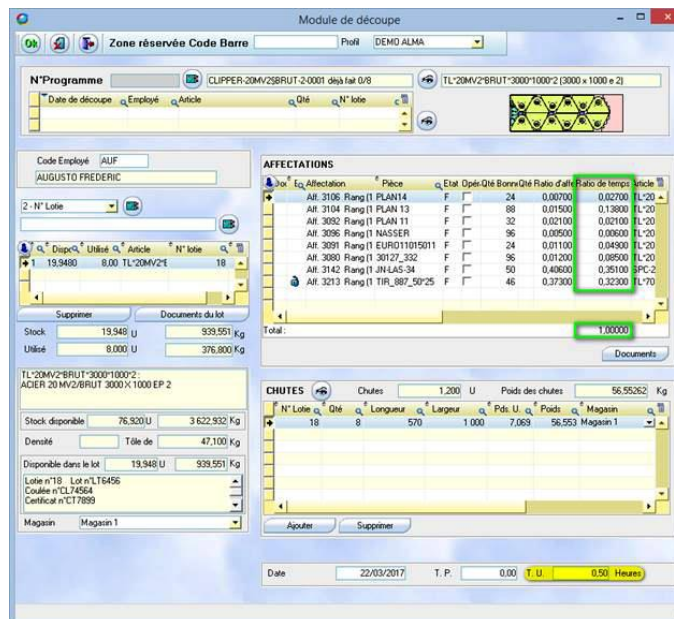 Module de découpe
Ok Zone réservée Code Barre Profil DEMO ALMA
N°Programme CLIPPER-20MV2$BRUT-2-0001 déjà fait 0/8 TL*20MV2*BRUT*3000*1000*2 (3000 x 1000 e 2)
Date de découpe Employé Article Qté N° lotie
Code Employé AUF
AUGUSTO FREDERIC
2 - N° Lotie
Dispo Utilisé Article N° lotie
1 19,9480 8,00 TL*20MV2*E 18
Supprimer Documents du lot
Stock 19,948 U 939,551 Kg
Utilisé 8,000 U 376,800 Kg
TL*20MV2*BRUT*3000*1000*2 :
ACIER 20 MV2/BRUT 3000 X 1000 EP 2
Stock disponible 76,920 U 3 622,932 Kg
Densité Tôle de 47,100 Kg
Disponible dans le lot 19,948 U 939,551 Kg
Lotie n°18 Lot n°LT6456
Coulée n°CL74564
Certificat n°CT7899
Magasin Magasin 1
AFFECTATIONS
Affectation Pièce Etat Qté Bonne Qté Ratio d'affe Ratio de temps Article
Aff. 3106 Rang (1 PLAN14 F 24 0,00700 0,02700 TL*20
Aff. 3104 Rang (1 PLAN 13 F 88 0,01500 0,13800 TL*20
Aff. 3092 Rang (1 PLAN 11 F 32 0,02100 0,02100 TL*20
Aff. 3096 Rang (1 NASSER F 96 0,00500 0,00600 TL*20
Aff. 3091 Rang (1 EURO11015011 F 24 0,01100 0,04900 TL*20
Aff. 3080 Rang (1 30127_332 F 96 0,01200 0,08500 TL*20
Aff. 3142 Rang (1 JN-LAS-34 F 50 0,40600 0,35100 SPC-2
Aff. 3213 Rang (1 TIR_887_50*25 F 46 0,37300 0,32300 TL*70
Total : 1,00000
Documents
CHUTES Chutes 1,200 U Poids des chutes 56,55262 Kg
N° Lotie Qté Longueur Largeur Pds. U. Poids Magasin
18 8 570 1 000 7,069 56,553 Magasin 1
Ajouter Supprimer
Date 22/03/2017 T. P. 0,00 T. U. 0,50 Heures